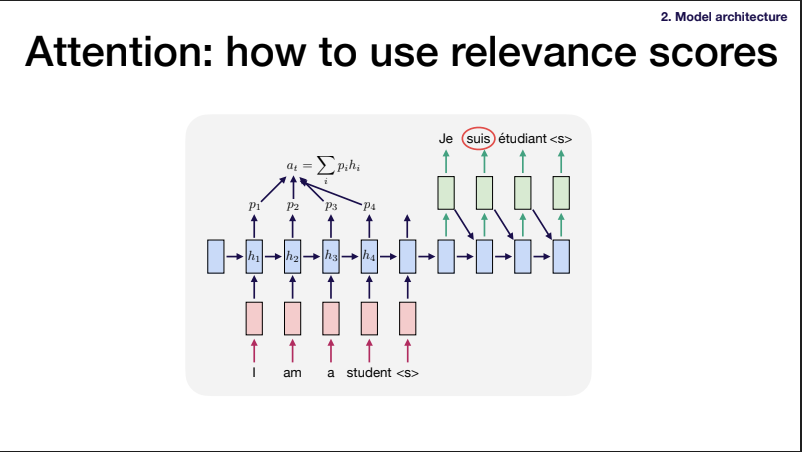 2. Model architecture
Attention: how to use relevance scores
Je suis étudiant <s>
a_t = ∑_i p_i h_i
p_1 p_2 p_3 p_4
h_1 h_2 h_3 h_4
I am a student <s>